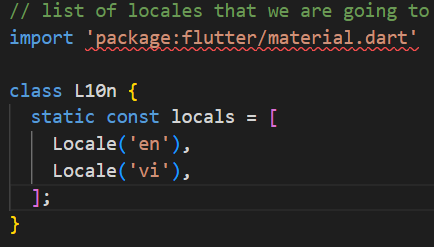 // list of locales that we are going to
import 'package:flutter/material.dart'
class L10n {
static const locals = [
Locale('en'),
Locale('vi'),
];
}